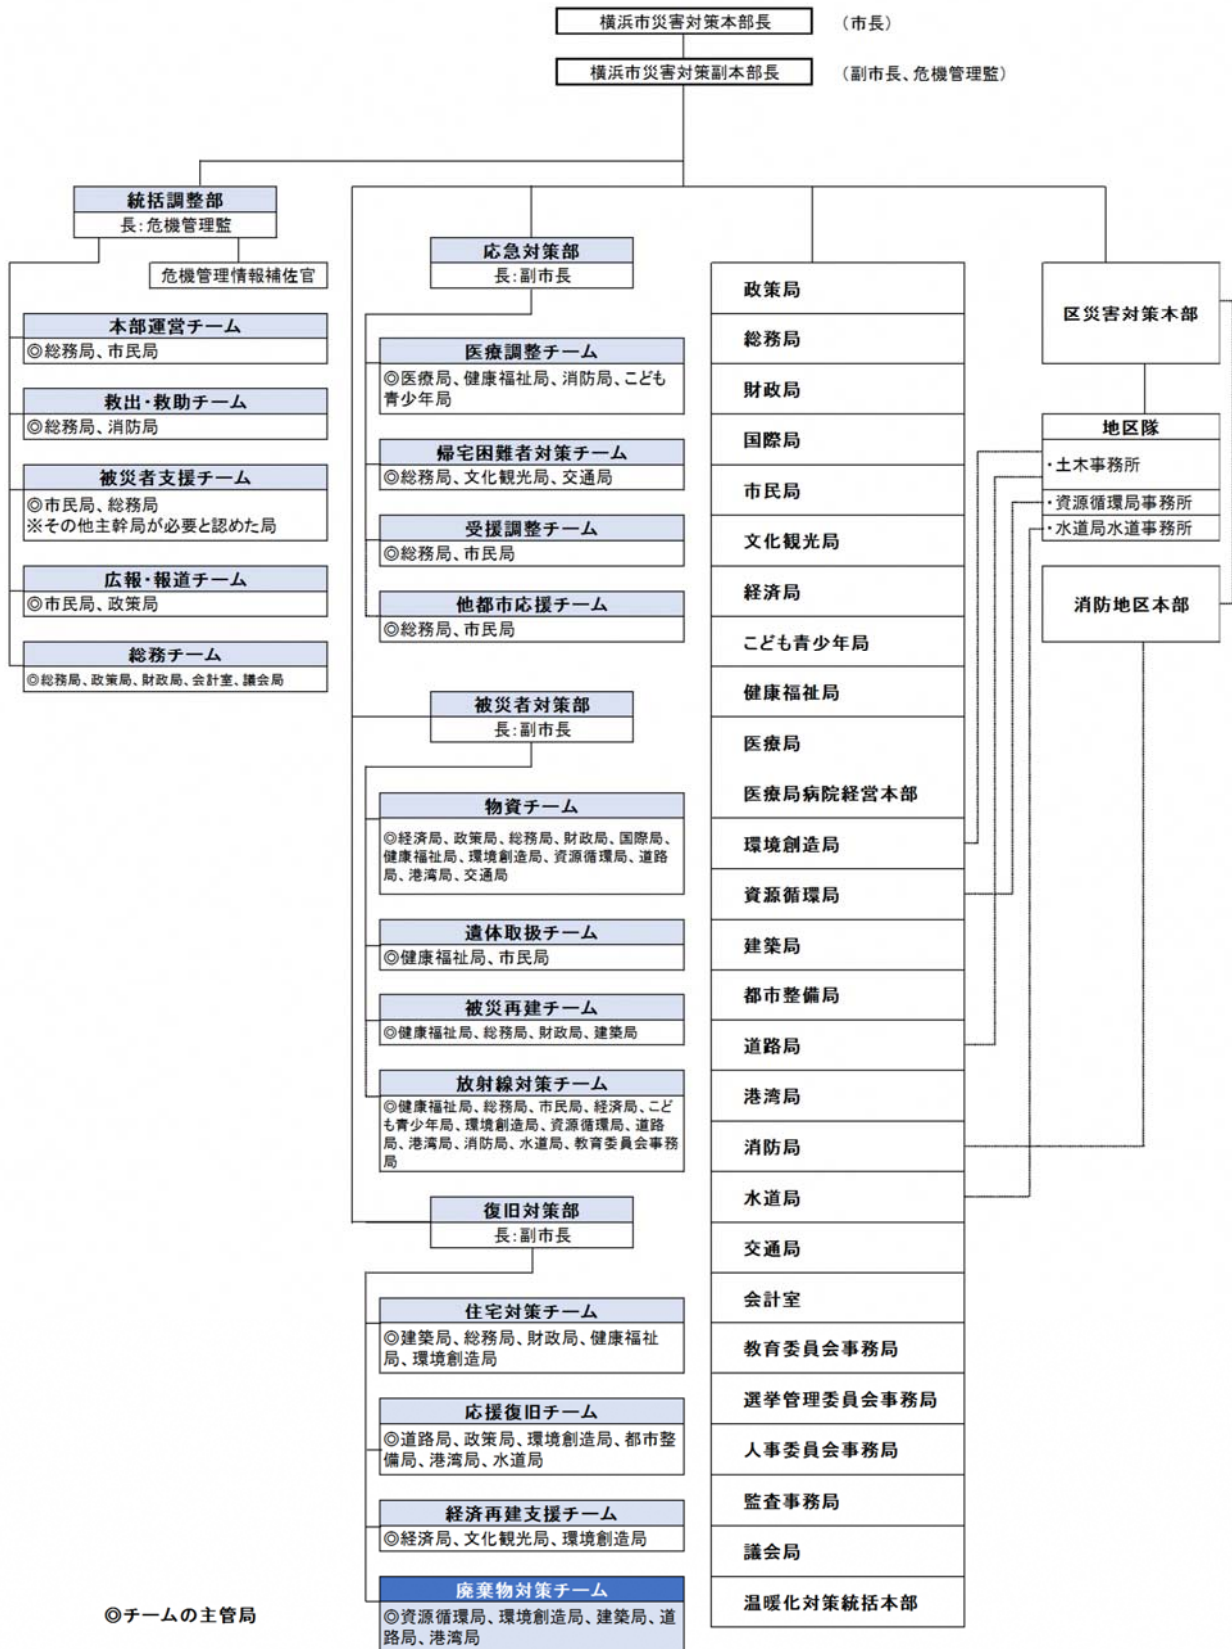 横浜市災害対策本部長
(市長)
横浜市災害対策副本部長
(副市長、危機管理監)
統括調整部
長:危機管理監
危機管理情報補佐官
本部運営チーム
◎総務局、市民局
救出・救助チーム
◎総務局、消防局
被災者支援チーム
◎市民局、総務局
※その他主幹局が必要と認めた局
広報・報道チーム
◎市民局、政策局
総務チーム
◎総務局、政策局、財政局、会計室、議会局
応急対策部
長:副市長
医療調整チーム
◎医療局、健康福祉局、消防局、こども
青少年局
帰宅困難者対策チーム
◎総務局、文化観光局、交通局
受援調整チーム
◎総務局、市民局
他都市応援チーム
◎総務局、市民局
被災者対策部
長:副市長
物資チーム
◎経済局、政策局、総務局、財政局、国際局、
健康福祉局、環境創造局、資源循環局、道路
局、港湾局、交通局
遺体取扱チーム
◎健康福祉局、市民局
被災再建チーム
◎健康福祉局、総務局、財政局、建築局
放射線対策チーム
◎健康福祉局、総務局、市民局、経済局、こど
も青少年局、環境創造局、資源循環局、道路
局、港湾局、消防局、水道局、教育委員会事務
局
復旧対策部
長:副市長
住宅対策チーム
◎建築局、総務局、財政局、健康福祉
局、環境創造局
応援復旧チーム
◎道路局、政策局、環境創造局、都市整
備局、港湾局、水道局
経済再建支援チーム
◎経済局、文化観光局、環境創造局
廃棄物対策チーム
◎資源循環局、環境創造局、建築局、道
路局、港湾局
政策局
総務局
財政局
国際局
市民局
文化観光局
経済局
こども青少年局
健康福祉局
医療局
医療局病院経営本部
環境創造局
資源循環局
建築局
都市整備局
道路局
港湾局
消防局
水道局
交通局
会計室
教育委員会事務局
選挙管理委員会事務局
人事委員会事務局
監査事務局
議会局
温暖化対策統括本部
区災害対策本部
地区隊
・土木事務所
・資源循環局事務所
・水道局水道事務所
消防地区本部
◎チームの主管局